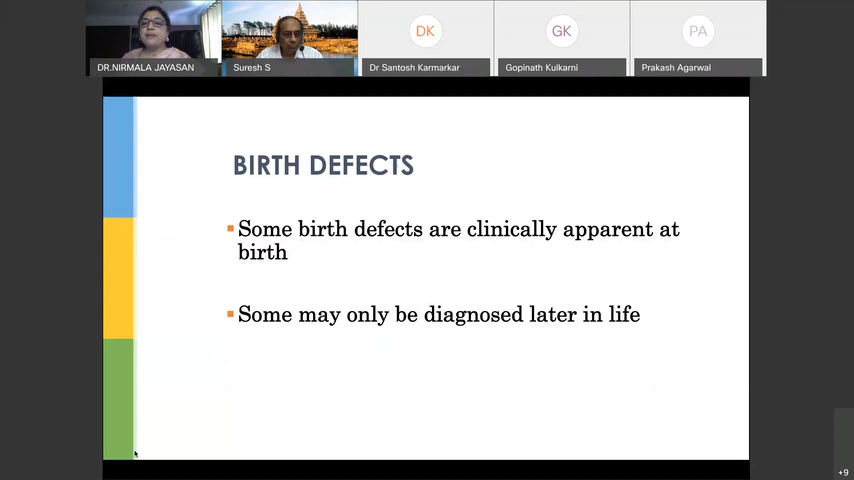 DR.NIRMALA JAYASAN
Suresh S
DK
Dr Santosh Karmarkar
GK
Gopinath Kulkarni
PA
Prakash Agarwal
BIRTH DEFECTS
Some birth defects are clinically apparent at
birth
Some may only be diagnosed later in life
+9